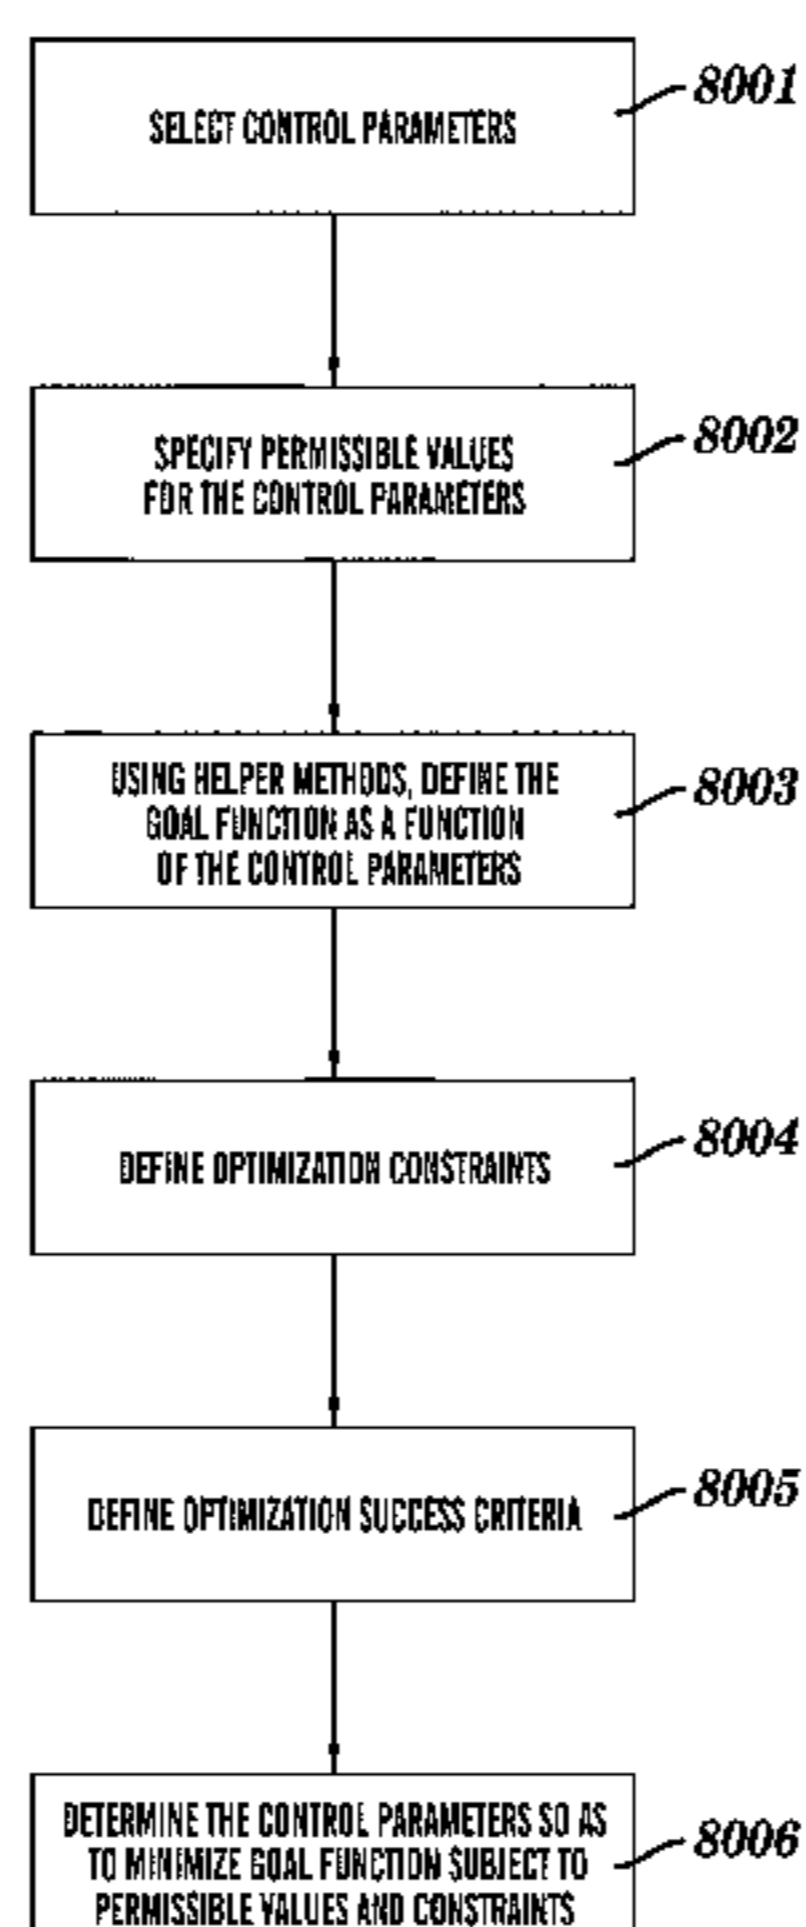 SELECT CONTROL PARAMETERS
8001
SPECIFY PERMISSIBLE VALUES
FOR THE CONTROL PARAMETERS
8002
USING HELPER METHODS, DEFINE THE
GOAL FUNCTION AS A FUNCTION
OF THE CONTROL PARAMETERS
8003
DEFINE OPTIMIZATION CONSTRAINTS
8004
DEFINE OPTIMIZATION SUCCESS CRITERIA
8005
DETERMINE THE CONTROL PARAMETERS SO AS
TO MINIMIZE GOAL FUNCTION SUBJECT TO
PERMISSIBLE VALUES AND CONSTRAINTS
8006